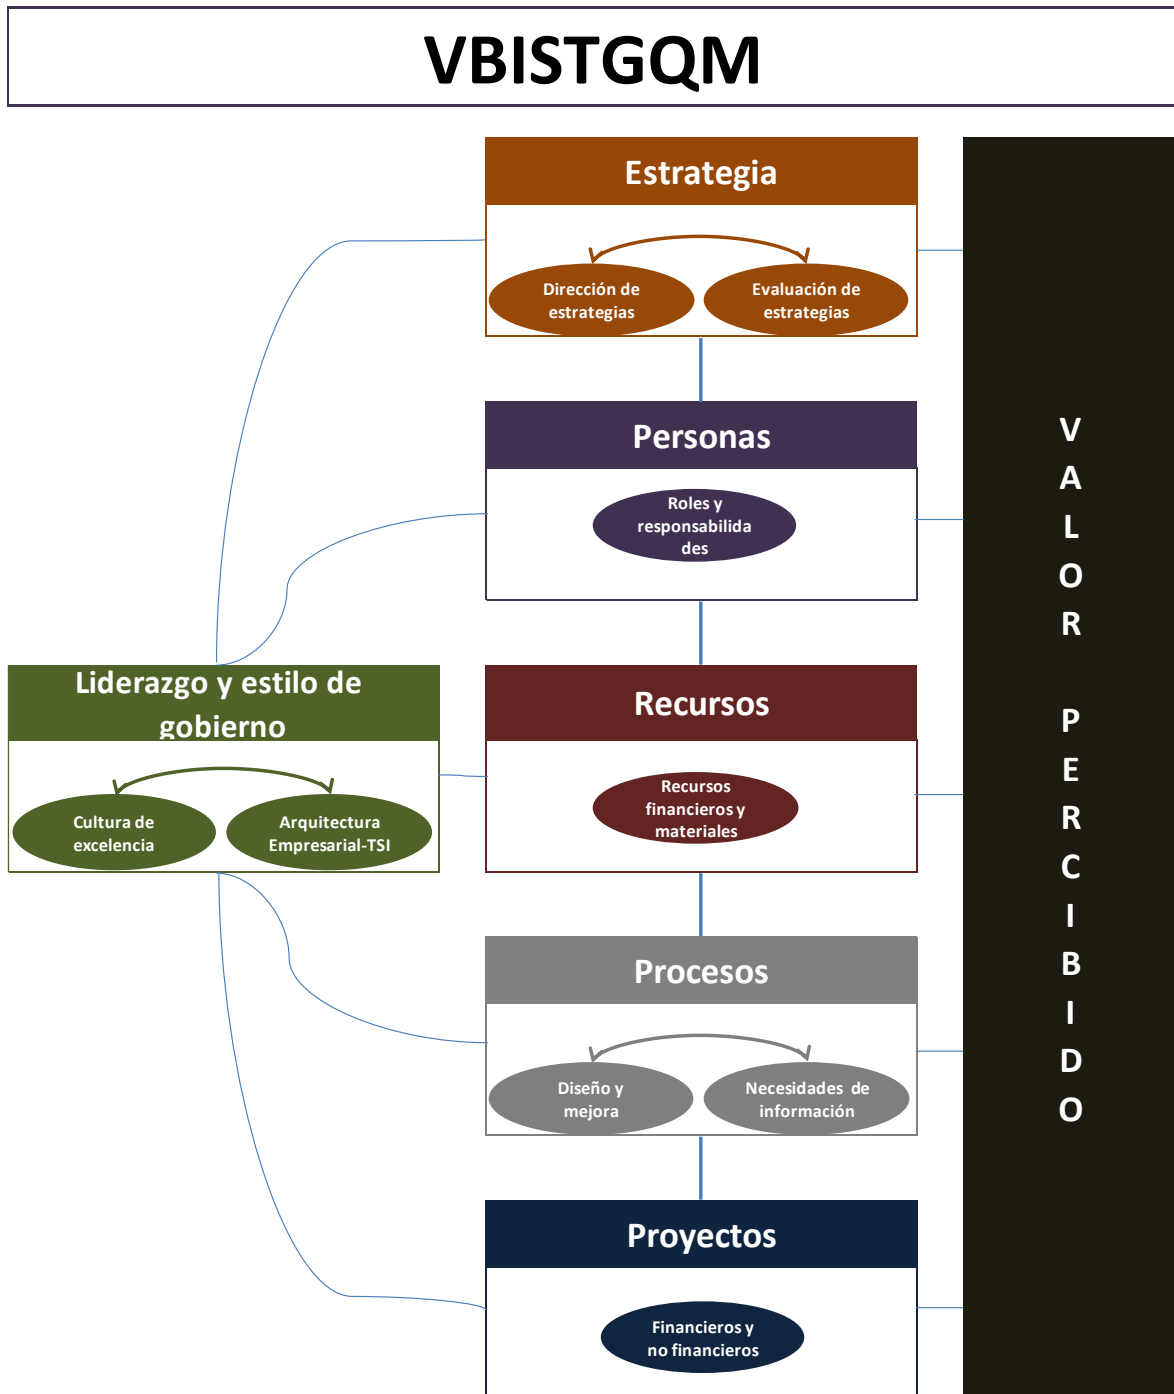 VBISTGQM
Estrategia
Dirección de
estrategias
Evaluación de
estrategias
Personas
Roles y
responsabilida
des
Liderazgo y estilo de
gobierno
Cultura de
excelencia
Arquitectura
Empresarial-TSI
Recursos
Recursos
financieros y
materiales
Procesos
Diseño y
mejora
Necesidades de
información
Proyectos
Financieros y
no financieros
V
A
L
O
R
P
E
R
C
I
B
I
D
O